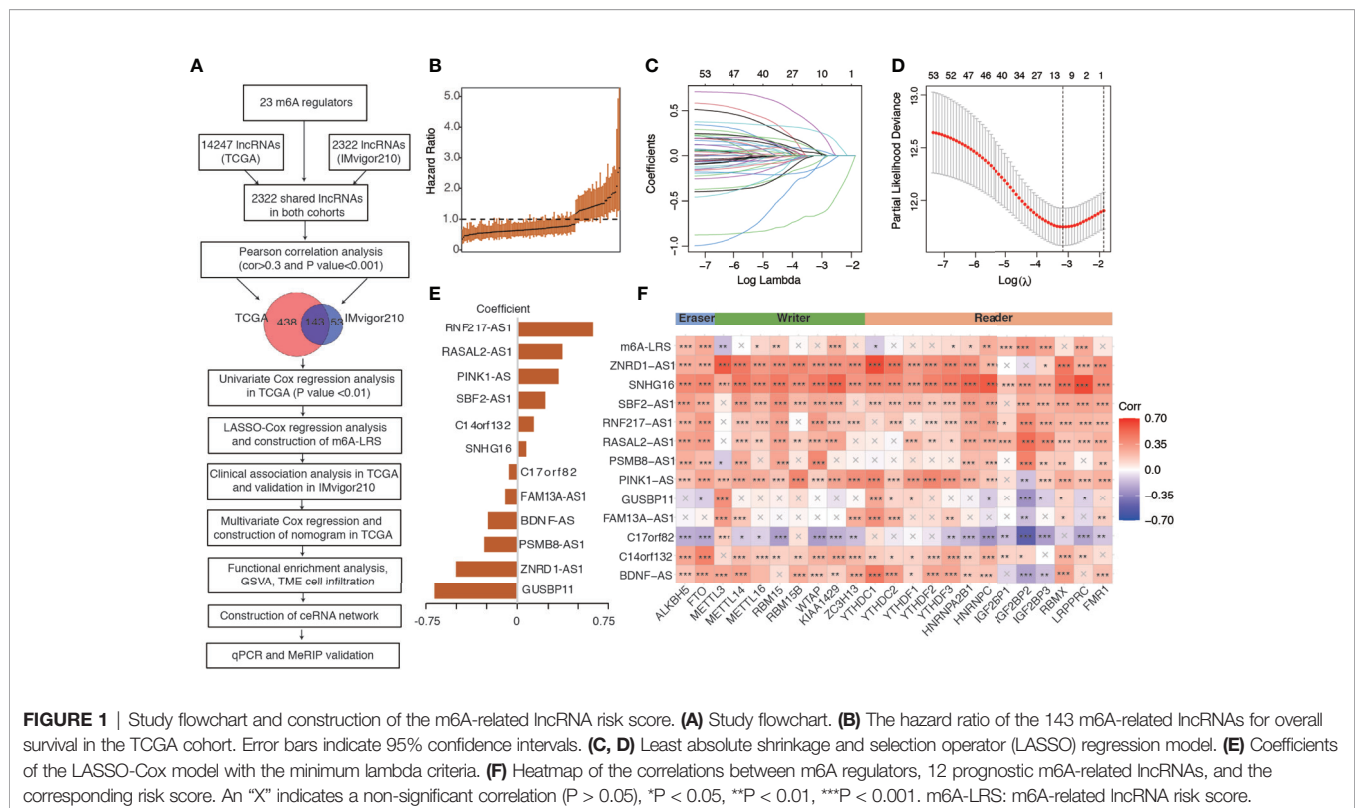 A
23 m6A regulators
14247 lncRNAs
(TCGA)
2322 lncRNAs
(IMvigor210)
2322 shared lncRNAs
in both cohorts
Pearson correlation analysis
(cor>0.3 and P value<0.001)
TCGA
438
143
53
IMvigor210
Univariate Cox regression analysis
in TCGA (P value <0.01)
LASSO-Cox regression analysis
and construction of m6A-LRS
Clinical association analysis in TCGA
and validation in IMvigor210
Multivariate Cox regression and
construction of nomogram in TCGA
Functional enrichment analysis,
GSVA, TME cell infiltration
Construction of ceRNA network
qPCR and MeRIP validation
B
Hazard Ratio
5.0
4.0
3.0
2.0
1.0
0
C
53 47 40 27 10 1
Coefficients
0.5
0.0
-0.5
-1.0
-7 -6 -5 -4 -3 -2
Log Lambda
D
53 52 47 46 40 34 27 13 9 2 1
Partial Likelihood Deviance
13.0
12.5
12.0
-7 -6 -5 -4 -3 -2
Log(λ)
E
Coefficient
RNF217-AS1
RASAL2-AS1
PINK1-AS
SBF2-AS1
C14orf132
SNHG16
C17orf82
FAM13A-AS1
BDNF-AS
PSMB8-AS1
ZNRD1-AS1
GUSBP11
-0.75 0 0.75
F
Eraser Writer Reader
m6A-LRS
ZNRD1-AS1
SNHG16
SBF2-AS1
RNF217-AS1
RASAL2-AS1
PSMB8-AS1
PINK1-AS
GUSBP11
FAM13A-AS1
C17orf82
C14orf132
BDNF-AS
ALKBH5
FTO
METTL3
METTL14
METTL16
RBM15
RBM15B
WTAP
KIAA1429
ZC3H13
YTHDC1
YTHDC2
YTHDF1
YTHDF2
YTHDF3
HNRNPA2B1
HNRNPC
IGF2BP1
IGF2BP2
IGF2BP3
RBMX
LRPPRC
FMR1
Corr
0.70
0.35
0.0
-0.35
-0.70
FIGURE 1 | Study flowchart and construction of the m6A-related lncRNA risk score. (A) Study flowchart. (B) The hazard ratio of the 143 m6A-related lncRNAs for overall
survival in the TCGA cohort. Error bars indicate 95% confidence intervals. (C, D) Least absolute shrinkage and selection operator (LASSO) regression model. (E) Coefficients
of the LASSO-Cox model with the minimum lambda criteria. (F) Heatmap of the correlations between m6A regulators, 12 prognostic m6A-related lncRNAs, and the
corresponding risk score. An “X” indicates a non-significant correlation (P > 0.05), *P < 0.05, **P < 0.01, ***P < 0.001. m6A-LRS: m6A-related lncRNA risk score.